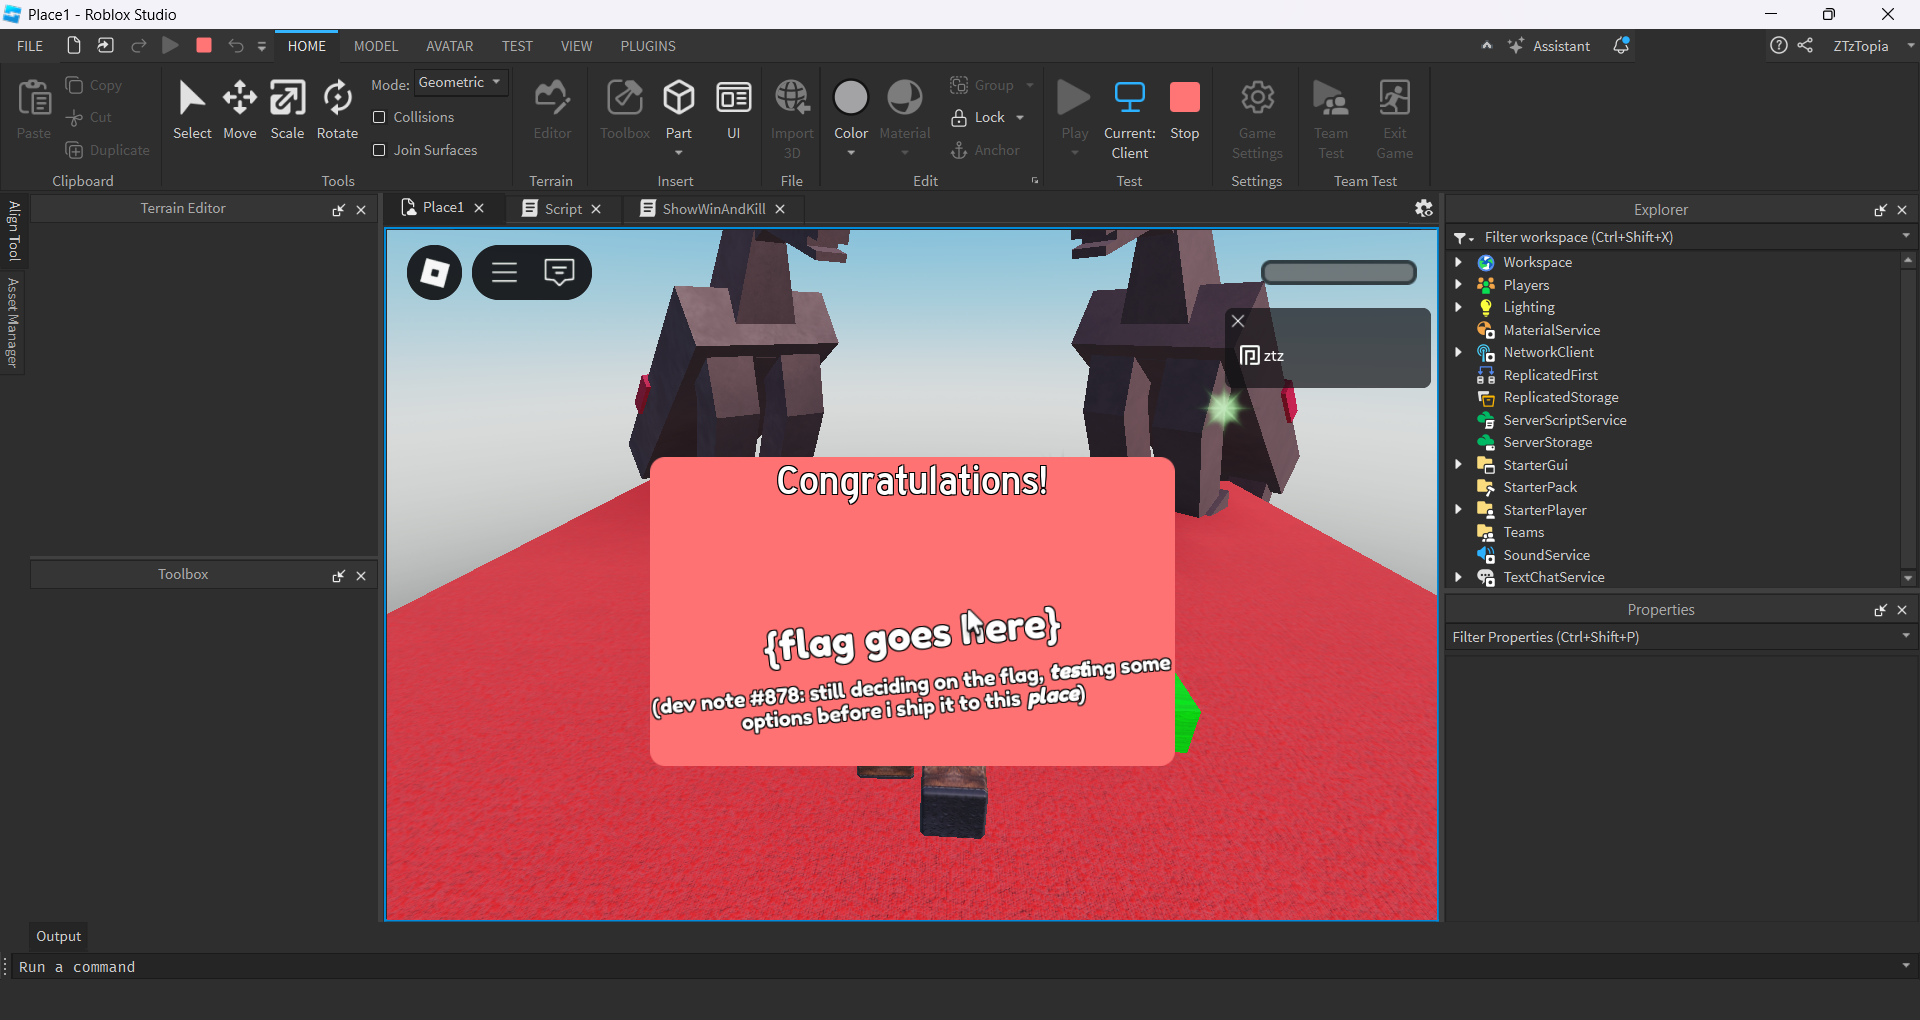 Place1 - Roblox Studio
FILE HOME MODEL AVATAR TEST VIEW PLUGINS Assistant ZTzTopia
Paste Copy Cut Duplicate
Clipboard
Select Move Scale Rotate
Mode: Geometric
Collisions
Join Surfaces
Tools
Editor
Terrain
Toolbox Part UI
Insert
Import
3D
File
Color Material
Group
Lock
Anchor
Edit
Play Current:
Client Stop
Test
Game
Settings
Settings
Team
Test
Exit
Game
Team Test
Align Tool
Asset Manager
Terrain Editor
Toolbox
Place1 Script ShowWinAndKill
ztz
Congratulations!
{flag goes here}
(dev note #878: still deciding on the flag, testing some
options before i ship it to this place)
Explorer
Filter workspace (Ctrl+Shift+X)
Workspace
Players
Lighting
MaterialService
NetworkClient
ReplicatedFirst
ReplicatedStorage
ServerScriptService
ServerStorage
StarterGui
StarterPack
StarterPlayer
Teams
SoundService
TextChatService
Properties
Filter Properties (Ctrl+Shift+P)
Output
Run a command